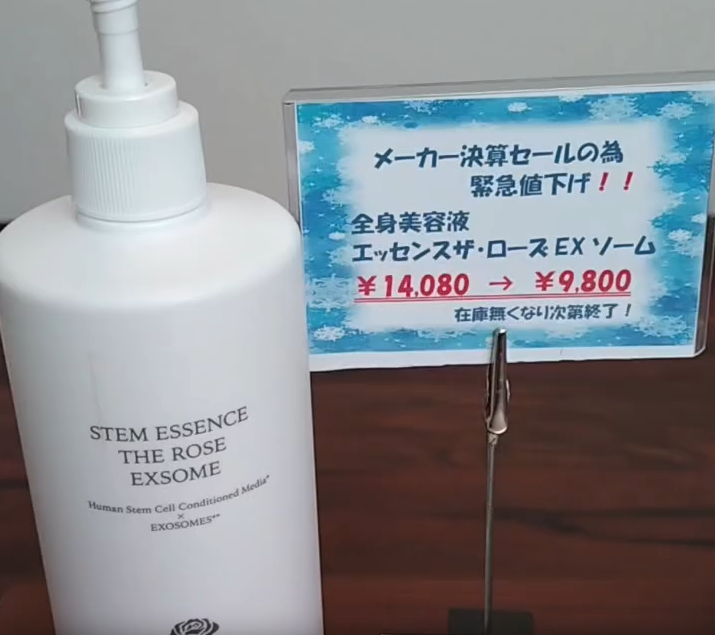 メーカー決算セールの為
緊急値下げ！！
全身美容液
エッセンスザ・ローズEXソーム
¥14,080 → ¥9,800
在庫無くなり次第終了！
STEM ESSENCE
THE ROSE
EXSOME
Human Stem Cell Conditioned Media*
×
EXOSOMES**